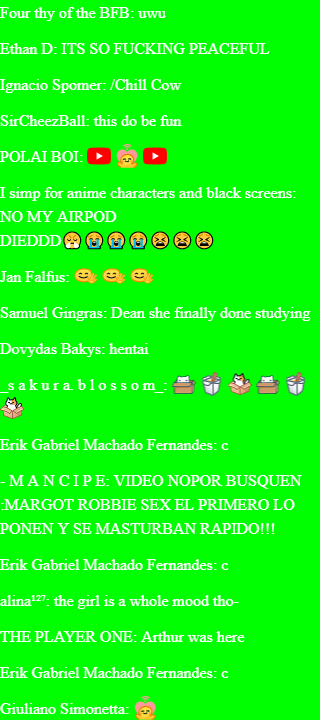 Four thy of the BFB: uwu
Ethan D: ITS SO FUCKING PEACEFUL
Ignacio Spomer: /Chill Cow
SirCheezBall: this do be fun
POLAI BOI:
I simp for anime characters and black screens:
NO MY AIRPOD
DIEDDD😤😭😭😭😫😫😫
Jan Falfus:
Samuel Gingras: Dean she finally done studying
Dovydas Bakys: hentai
_s a k u r a. b l o s s o m_:
Erik Gabriel Machado Fernandes: c
- M A N C I P E: VIDEO NOPOR BUSQUEN
:MARGOT ROBBIE SEX EL PRIMERO LO
PONEN Y SE MASTURBAN RAPIDO!!!
Erik Gabriel Machado Fernandes: c
alina¹²⁷: the girl is a whole mood tho-
THE PLAYER ONE: Arthur was here
Erik Gabriel Machado Fernandes: c
Giuliano Simonetta: